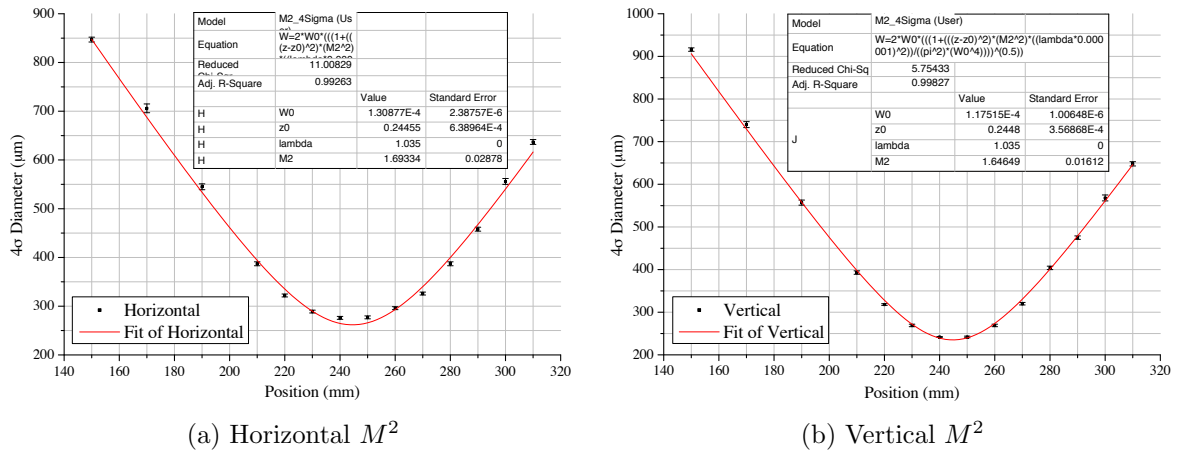 900
800
700
600
500
400
300
200
4σ Diameter (μm)
Model
M2_4Sigma (Us
Equation
W=2*W0*(((1+((
(z-z0)^2)*(M2^2)
Reduced
11.00829
Adj. R-Square
0.99263
Value Standard Error
H W0 1.30877E-4 2.38757E-6
H z0 0.24455 6.38964E-4
H lambda 1.035 0
H M2 1.69334 0.02878
Horizontal
Fit of Horizontal
140 160 180 200 220 240 260 280 300 320
Position (mm)
(a) Horizontal M²
1000
900
800
700
600
500
400
300
200
4σ Diameter (μm)
Model M2_4Sigma (User)
Equation
W=2*W0*(((1+(((z-z0)^2)*(M2^2)*((lambda*0.000
001)^2))/((pi^2)*(W0^4))))^(0.5))
Reduced Chi-Sq 5.75433
Adj. R-Square 0.99827
Value Standard Error
J
W0 1.17515E-4 1.00648E-6
z0 0.2448 3.56868E-4
lambda 1.035 0
M2 1.64649 0.01612
Vertical
Fit of Vertical
140 160 180 200 220 240 260 280 300 320
Position (mm)
(b) Vertical M²